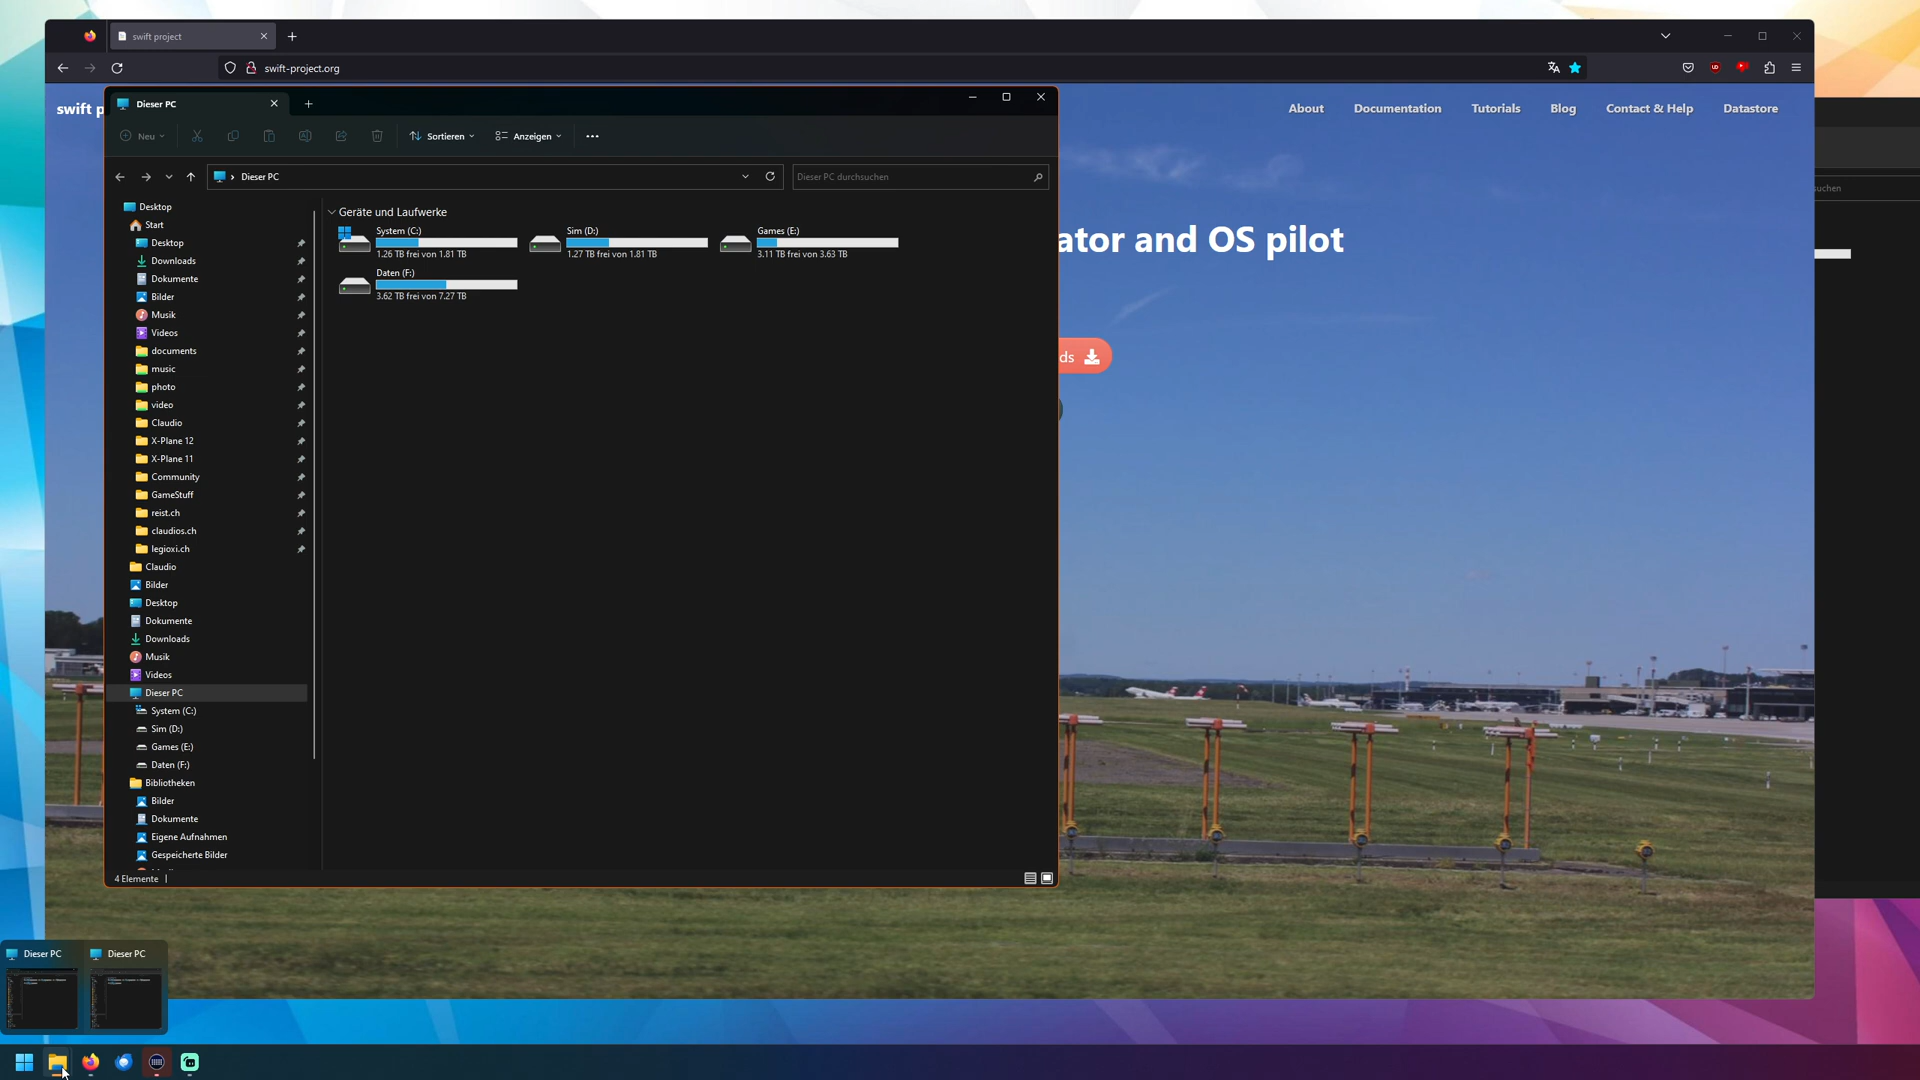 swift project
swift-project.org
swift p
About
Documentation
Tutorials
Blog
Contact & Help
Datastore
ator and OS pilot
ds
Dieser PC
Neu
Sortieren
Anzeigen
Dieser PC
Dieser PC durchsuchen
uchen
Desktop
Start
Desktop
Downloads
Dokumente
Bilder
Musik
Videos
documents
music
photo
video
Claudio
X-Plane 12
X-Plane 11
Community
GameStuff
reist.ch
claudios.ch
legioxi.ch
Claudio
Bilder
Desktop
Dokumente
Downloads
Musik
Videos
Dieser PC
System (C:)
Sim (D:)
Games (E:)
Daten (F:)
Bibliotheken
Bilder
Dokumente
Eigene Aufnahmen
Gespeicherte Bilder
Geräte und Laufwerke
System (C:)
1.26 TB frei von 1.81 TB
Sim (D:)
1.27 TB frei von 1.81 TB
Games (E:)
3.11 TB frei von 3.63 TB
Daten (F:)
3.62 TB frei von 7.27 TB
4 Elemente
Dieser PC
Dieser PC